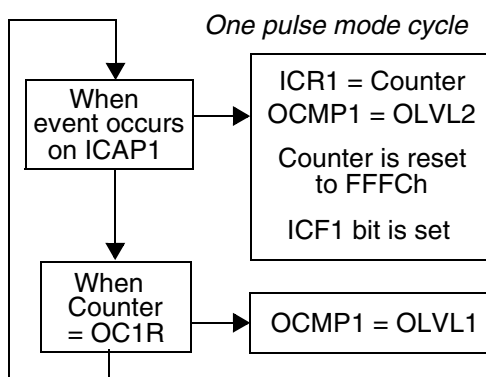 One pulse mode cycle
When
event occurs
on ICAP1
ICR1 = Counter
OCMP1 = OLVL2
Counter is reset
to FFFCh
ICF1 bit is set
When
Counter
= OC1R
OCMP1 = OLVL1